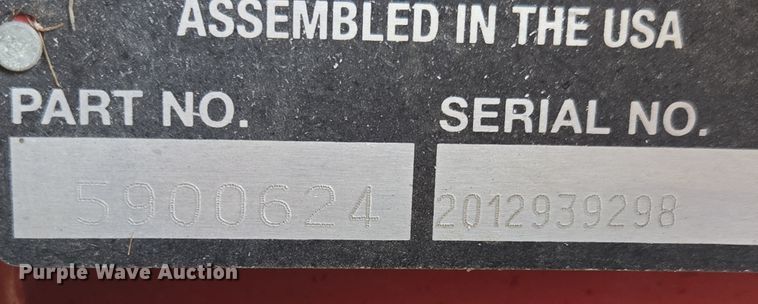 ASSEMBLED IN THE USA
PART NO. SERIAL NO.
5900624 2012939298
Purple Wave Auction